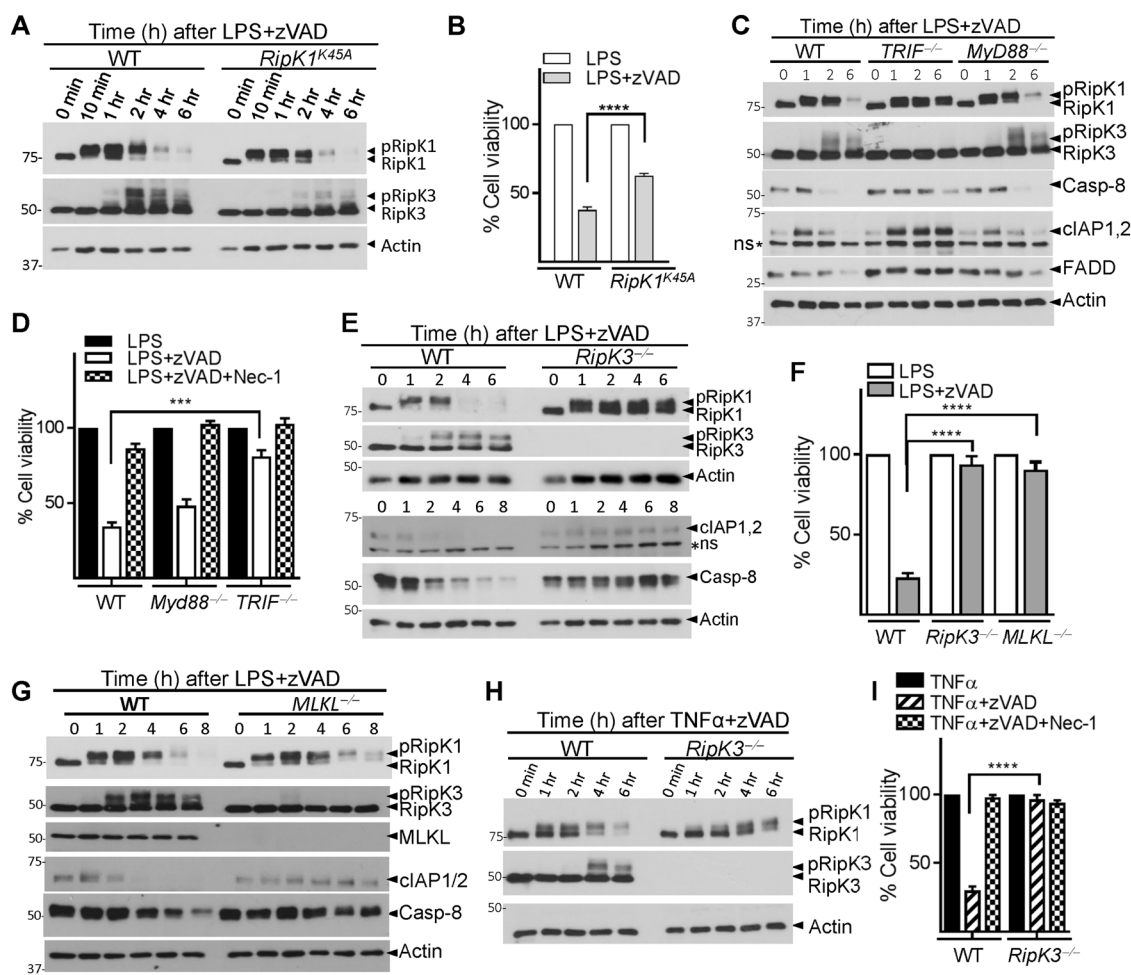 A
Time (h) after LPS+zVAD
WT
RipK1K45A
0 min
10 min
1 hr
2 hr
4 hr
6 hr
0 min
10 min
1 hr
2 hr
4 hr
6 hr
75-
pRipK1
RipK1
50-
pRipK3
RipK3
Actin
37-
B
LPS
LPS+zVAD
****
100
50
% Cell viability
WT
RipK1K45A
C
Time (h) after LPS+zVAD
WT
TRIF−/−
MyD88−/−
0 1 2 6 0 1 2 6 0 1 2 6
75-
pRipK1
RipK1
50-
pRipK3
RipK3
50-
Casp-8
75-
cIAP1,2
ns*
25-
FADD
Actin
37-
D
LPS
LPS+zVAD
LPS+zVAD+Nec-1
***
100
50
% Cell viability
WT
Myd88−/−
TRIF−/−
E
Time (h) after LPS+zVAD
WT
RipK3−/−
0 1 2 4 6 0 1 2 4 6
75-
pRipK1
RipK1
50-
pRipK3
RipK3
50-
Actin
0 1 2 4 6 8 0 1 2 4 6 8
75-
cIAP1,2
*ns
50-
Casp-8
50-
Actin
F
LPS
LPS+zVAD
****
****
100
50
% Cell viability
WT
RipK3−/−
MLKL−/−
G
Time (h) after LPS+zVAD
WT
MLKL−/−
0 1 2 4 6 8 0 1 2 4 6 8
75-
pRipK1
RipK1
50-
pRipK3
RipK3
50-
MLKL
75-
cIAP1/2
50-
Casp-8
Actin
37-
H
Time (h) after TNFα+zVAD
WT
RipK3−/−
0 min
1 hr
2 hr
4 hr
6 hr
0 min
1 hr
2 hr
4 hr
6 hr
75-
pRipK1
RipK1
50-
pRipK3
RipK3
50-
Actin
I
TNFα
TNFα+zVAD
TNFα+zVAD+Nec-1
****
100
50
% Cell viability
WT
RipK3−/−